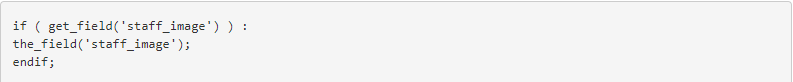 if ( get_field('staff_image') ) :
the_field('staff_image');
endif;